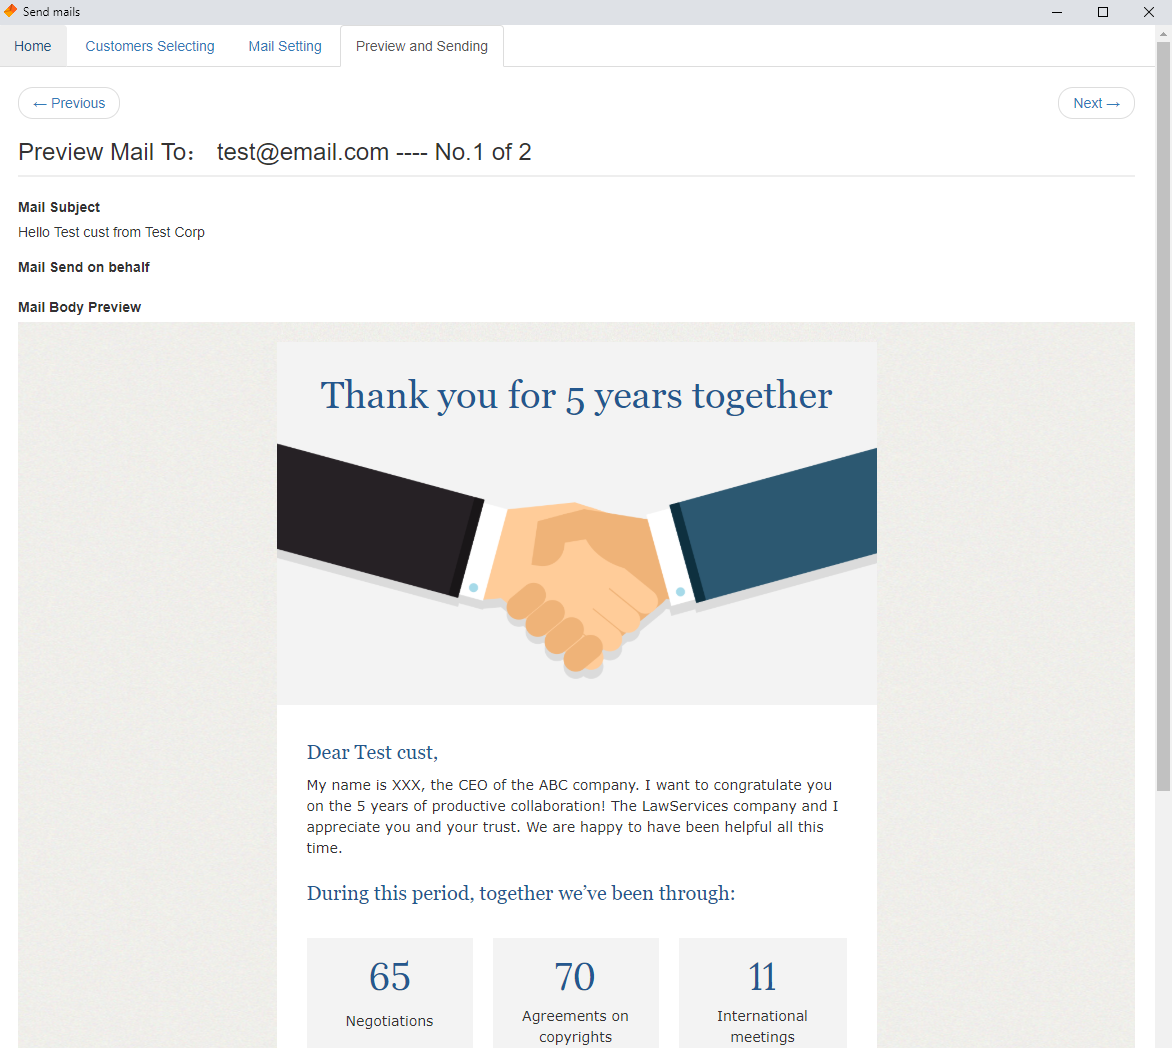 Send mails
Home Customers Selecting Mail Setting Preview and Sending
← Previous Next →
Preview Mail To： test@email.com ---- No.1 of 2
Mail Subject
Hello Test cust from Test Corp
Mail Send on behalf
Mail Body Preview
Thank you for 5 years together
Dear Test cust,
My name is XXX, the CEO of the ABC company. I want to congratulate you
on the 5 years of productive collaboration! The LawServices company and I
appreciate you and your trust. We are happy to have been helpful all this
time.
During this period, together we’ve been through:
65 70 11
Negotiations Agreements on International
copyrights meetings